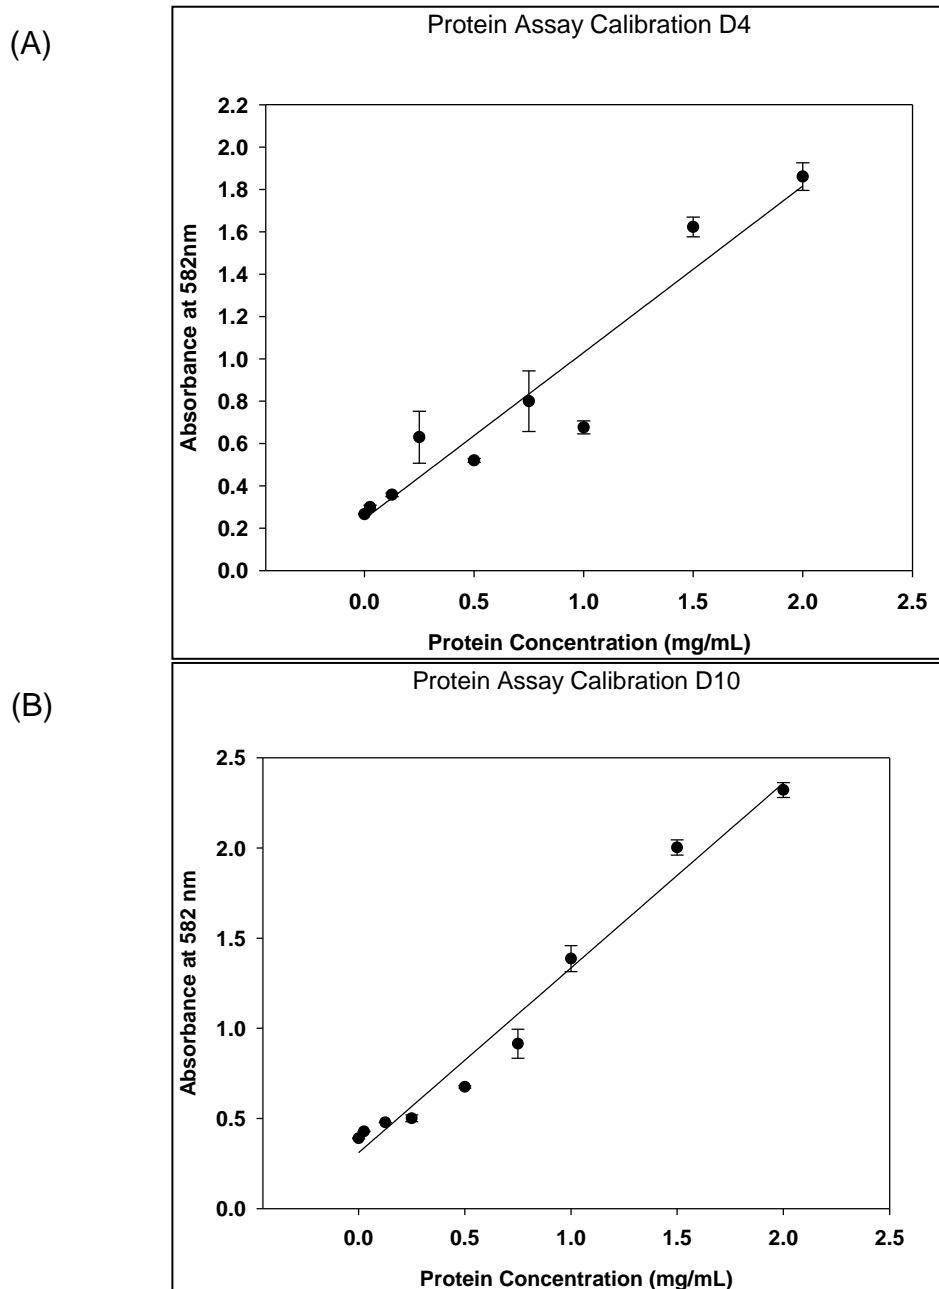 (A)
Protein Assay Calibration D4
Absorbance at 582nm
2.2
2.0
1.8
1.6
1.4
1.2
1.0
0.8
0.6
0.4
0.2
0.0
0.0 0.5 1.0 1.5 2.0 2.5
Protein Concentration (mg/mL)
(B)
Protein Assay Calibration D10
Absorbance at 582 nm
2.5
2.0
1.5
1.0
0.5
0.0
0.0 0.5 1.0 1.5 2.0 2.5
Protein Concentration (mg/mL)